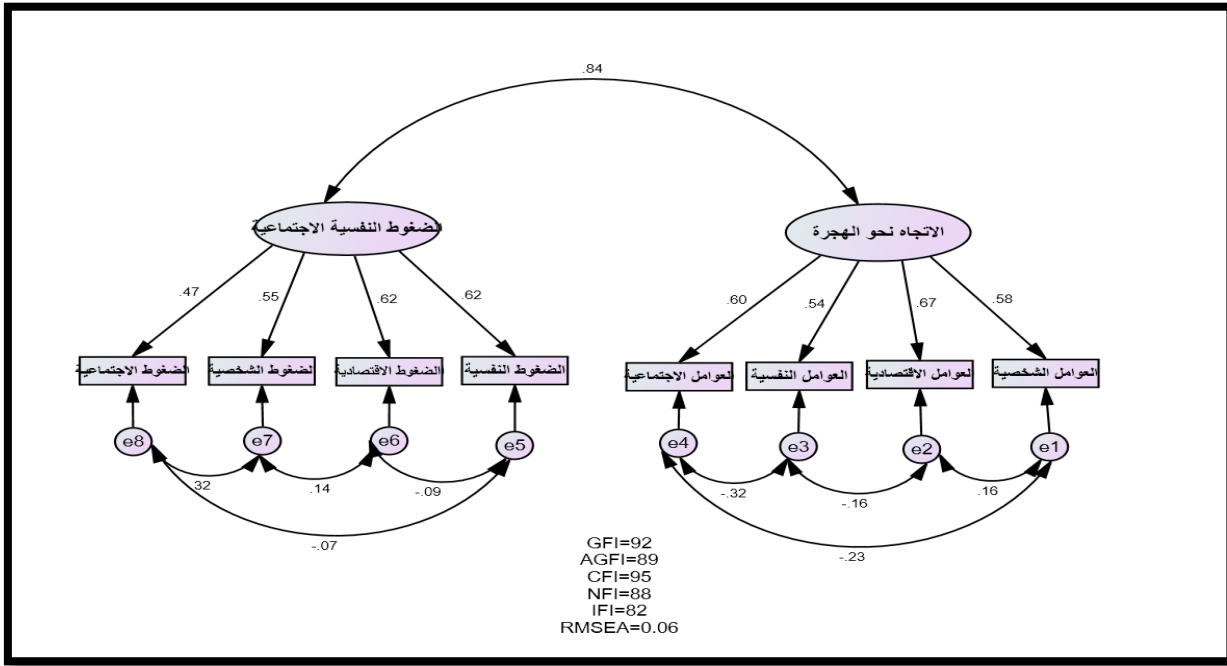 .84
الضغوط النفسية الاجتماعية
الاتجاه نحو الهجرة
.47
.55
.62
.62
.60
.54
.67
.58
الضغوط الاجتماعية
لضغوط الشخصية
الضغوط الاقتصادية
الضغوط النفسية
العوامل الاجتماعية
العوامل النفسية
لعوامل الاقتصادية
العوامل الشخصية
e8
e7
e6
e5
e4
e3
e2
e1
.32
.14
-.09
-.07
-.32
-.16
.16
-.23
GFI=92
AGFI=89
CFI=95
NFI=88
IFI=82
RMSEA=0.06